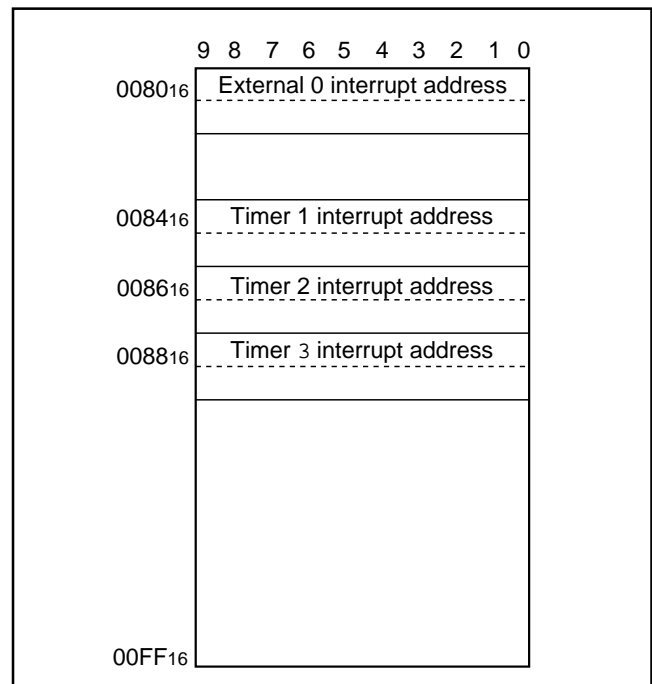 9 8 7 6 5 4 3 2 1 0
008016 External 0 interrupt address
008416 Timer 1 interrupt address
008616 Timer 2 interrupt address
008816 Timer 3 interrupt address
00FF16